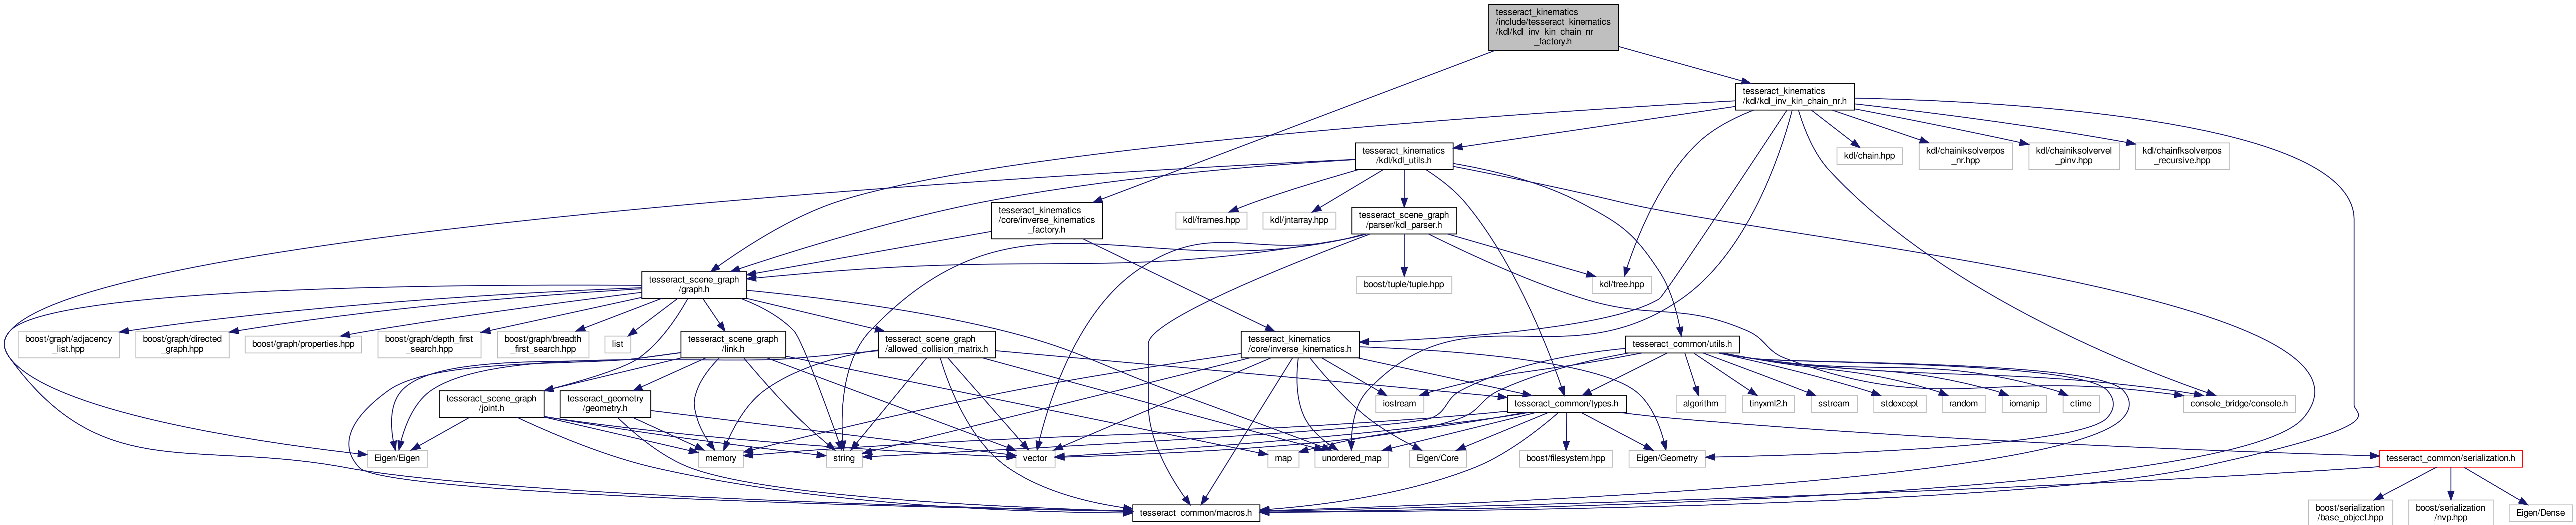 tesseract_kinematics
/include/tesseract_kinematics
/kdl/kdl_inv_kin_chain_nr
_factory.h
tesseract_kinematics
/kdl/kdl_inv_kin_chain_nr.h
tesseract_kinematics
/kdl/kdl_utils.h
kdl/chain.hpp
kdl/chainiksolverpos
_nr.hpp
kdl/chainiksolvervel
_pinv.hpp
kdl/chainfksolverpos
_recursive.hpp
tesseract_kinematics
/core/inverse_kinematics
_factory.h
kdl/frames.hpp
kdl/jntarray.hpp
tesseract_scene_graph
/parser/kdl_parser.h
tesseract_scene_graph
/graph.h
boost/tuple/tuple.hpp
kdl/tree.hpp
boost/graph/adjacency
_list.hpp
boost/graph/directed
_graph.hpp
boost/graph/properties.hpp
boost/graph/depth_first
_search.hpp
boost/graph/breadth
_first_search.hpp
list
tesseract_scene_graph
/link.h
tesseract_scene_graph
/allowed_collision_matrix.h
tesseract_kinematics
/core/inverse_kinematics.h
tesseract_common/utils.h
tesseract_scene_graph
/joint.h
tesseract_geometry
/geometry.h
iostream
tesseract_common/types.h
algorithm
tinyxml2.h
sstream
stdexcept
random
iomanip
ctime
console_bridge/console.h
Eigen/Eigen
memory
string
vector
map
unordered_map
Eigen/Core
boost/filesystem.hpp
Eigen/Geometry
tesseract_common/serialization.h
tesseract_common/macros.h
boost/serialization
/base_object.hpp
boost/serialization
/nvp.hpp
Eigen/Dense